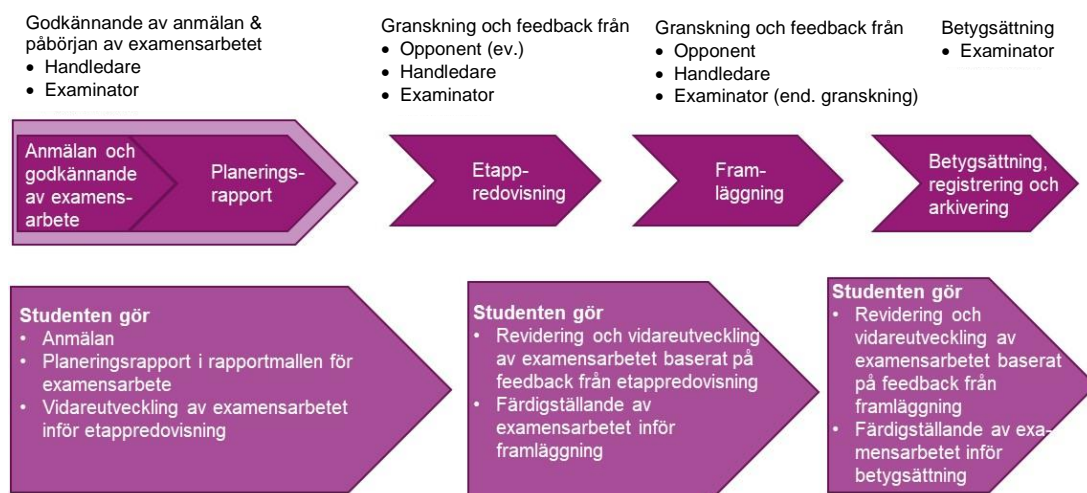 Godkännande av anmälan &
påbörjan av examensarbetet
• Handledare
• Examinator
Granskning och feedback från
• Opponent (ev.)
• Handledare
• Examinator
Granskning och feedback från
• Opponent
• Handledare
• Examinator (end. granskning)
Betygsättning
• Examinator
Anmälan och
godkännande
av examens-
arbete
Planerings-
rapport
Etapp-
redovisning
Fram-
läggning
Betygsättning,
registrering och
arkivering
Studenten gör
• Anmälan
• Planeringsrapport i rapportmallen för
examensarbete
• Vidareutveckling av examensarbetet
inför etappredovisning
Studenten gör
• Revidering och vidareutveckling
av examensarbetet baserat på
feedback från etappredovisning
• Färdigställande av
examensarbetet inför
framläggning
Studenten gör
• Revidering och
vidareutveckling av
examensarbetet baserat
på feedback från
framläggning
• Färdigställande av exa-
mensarbetet inför
betygsättning